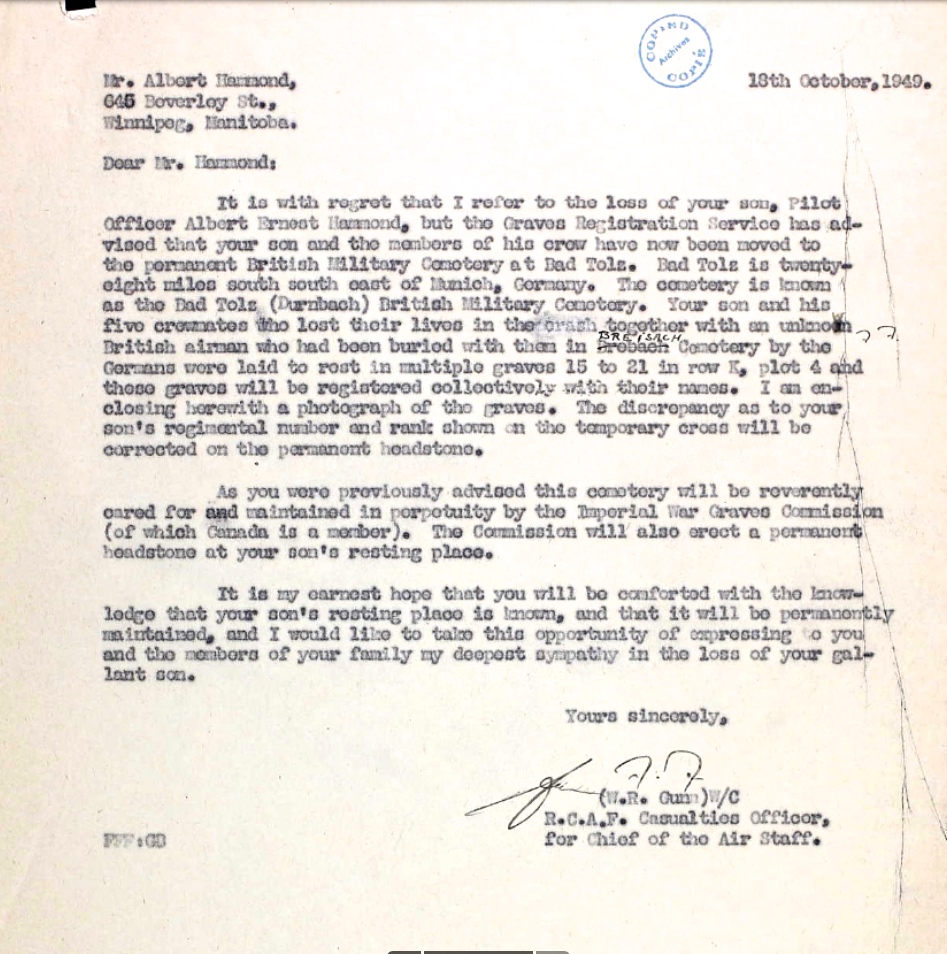 COPIED
Archives
COPIÉ
Mr. Albert Hammond,
18th October,1949.
645 Beverley St.,
Winnipeg, Manitoba.
Dear Mr. Hammond:
It is with regret that I refer to the loss of your son, Pilot
Officer Albert Ernest Hammond, but the Graves Registration Service has ad-
vised that your son and the members of his crew have now been moved to
the permanent British Military Cemetery at Bad Tolz. Bad Tolz is twenty-
eight miles south south east of Munich, Germany. The cemetery is known
as the Bad Tolz (Durnbach) British Military Cemetery. Your son and his
five crewmates who lost their lives in the crash together with an unknown
BREISACH
British airman who had been buried with them in Brebach Cemetery by the
Germans were laid to rest in multiple graves 15 to 21 in row K, plot 4 and
these graves will be registered collectively with their names. I am en-
closing herewith a photograph of the graves. The discrepancy as to your
son's regimental number and rank shown on the temporary cross will be
corrected on the permanent headstone.
As you were previously advised this cemetery will be reverently
cared for and maintained in perpetuity by the Imperial War Graves Commission
(of which Canada is a member). The Commission will also erect a permanent
headstone at your son's resting place.
It is my earnest hope that you will be comforted with the know-
ledge that your son's resting place is known, and that it will be permanently
maintained, and I would like to take this opportunity of expressing to you
and the members of your family my deepest sympathy in the loss of your gal-
lant son.
Yours sincerely,
(W.R. Gunn)W/C
R.C.A.F. Casualties Officer,
FFF:GB
for Chief of the Air Staff.